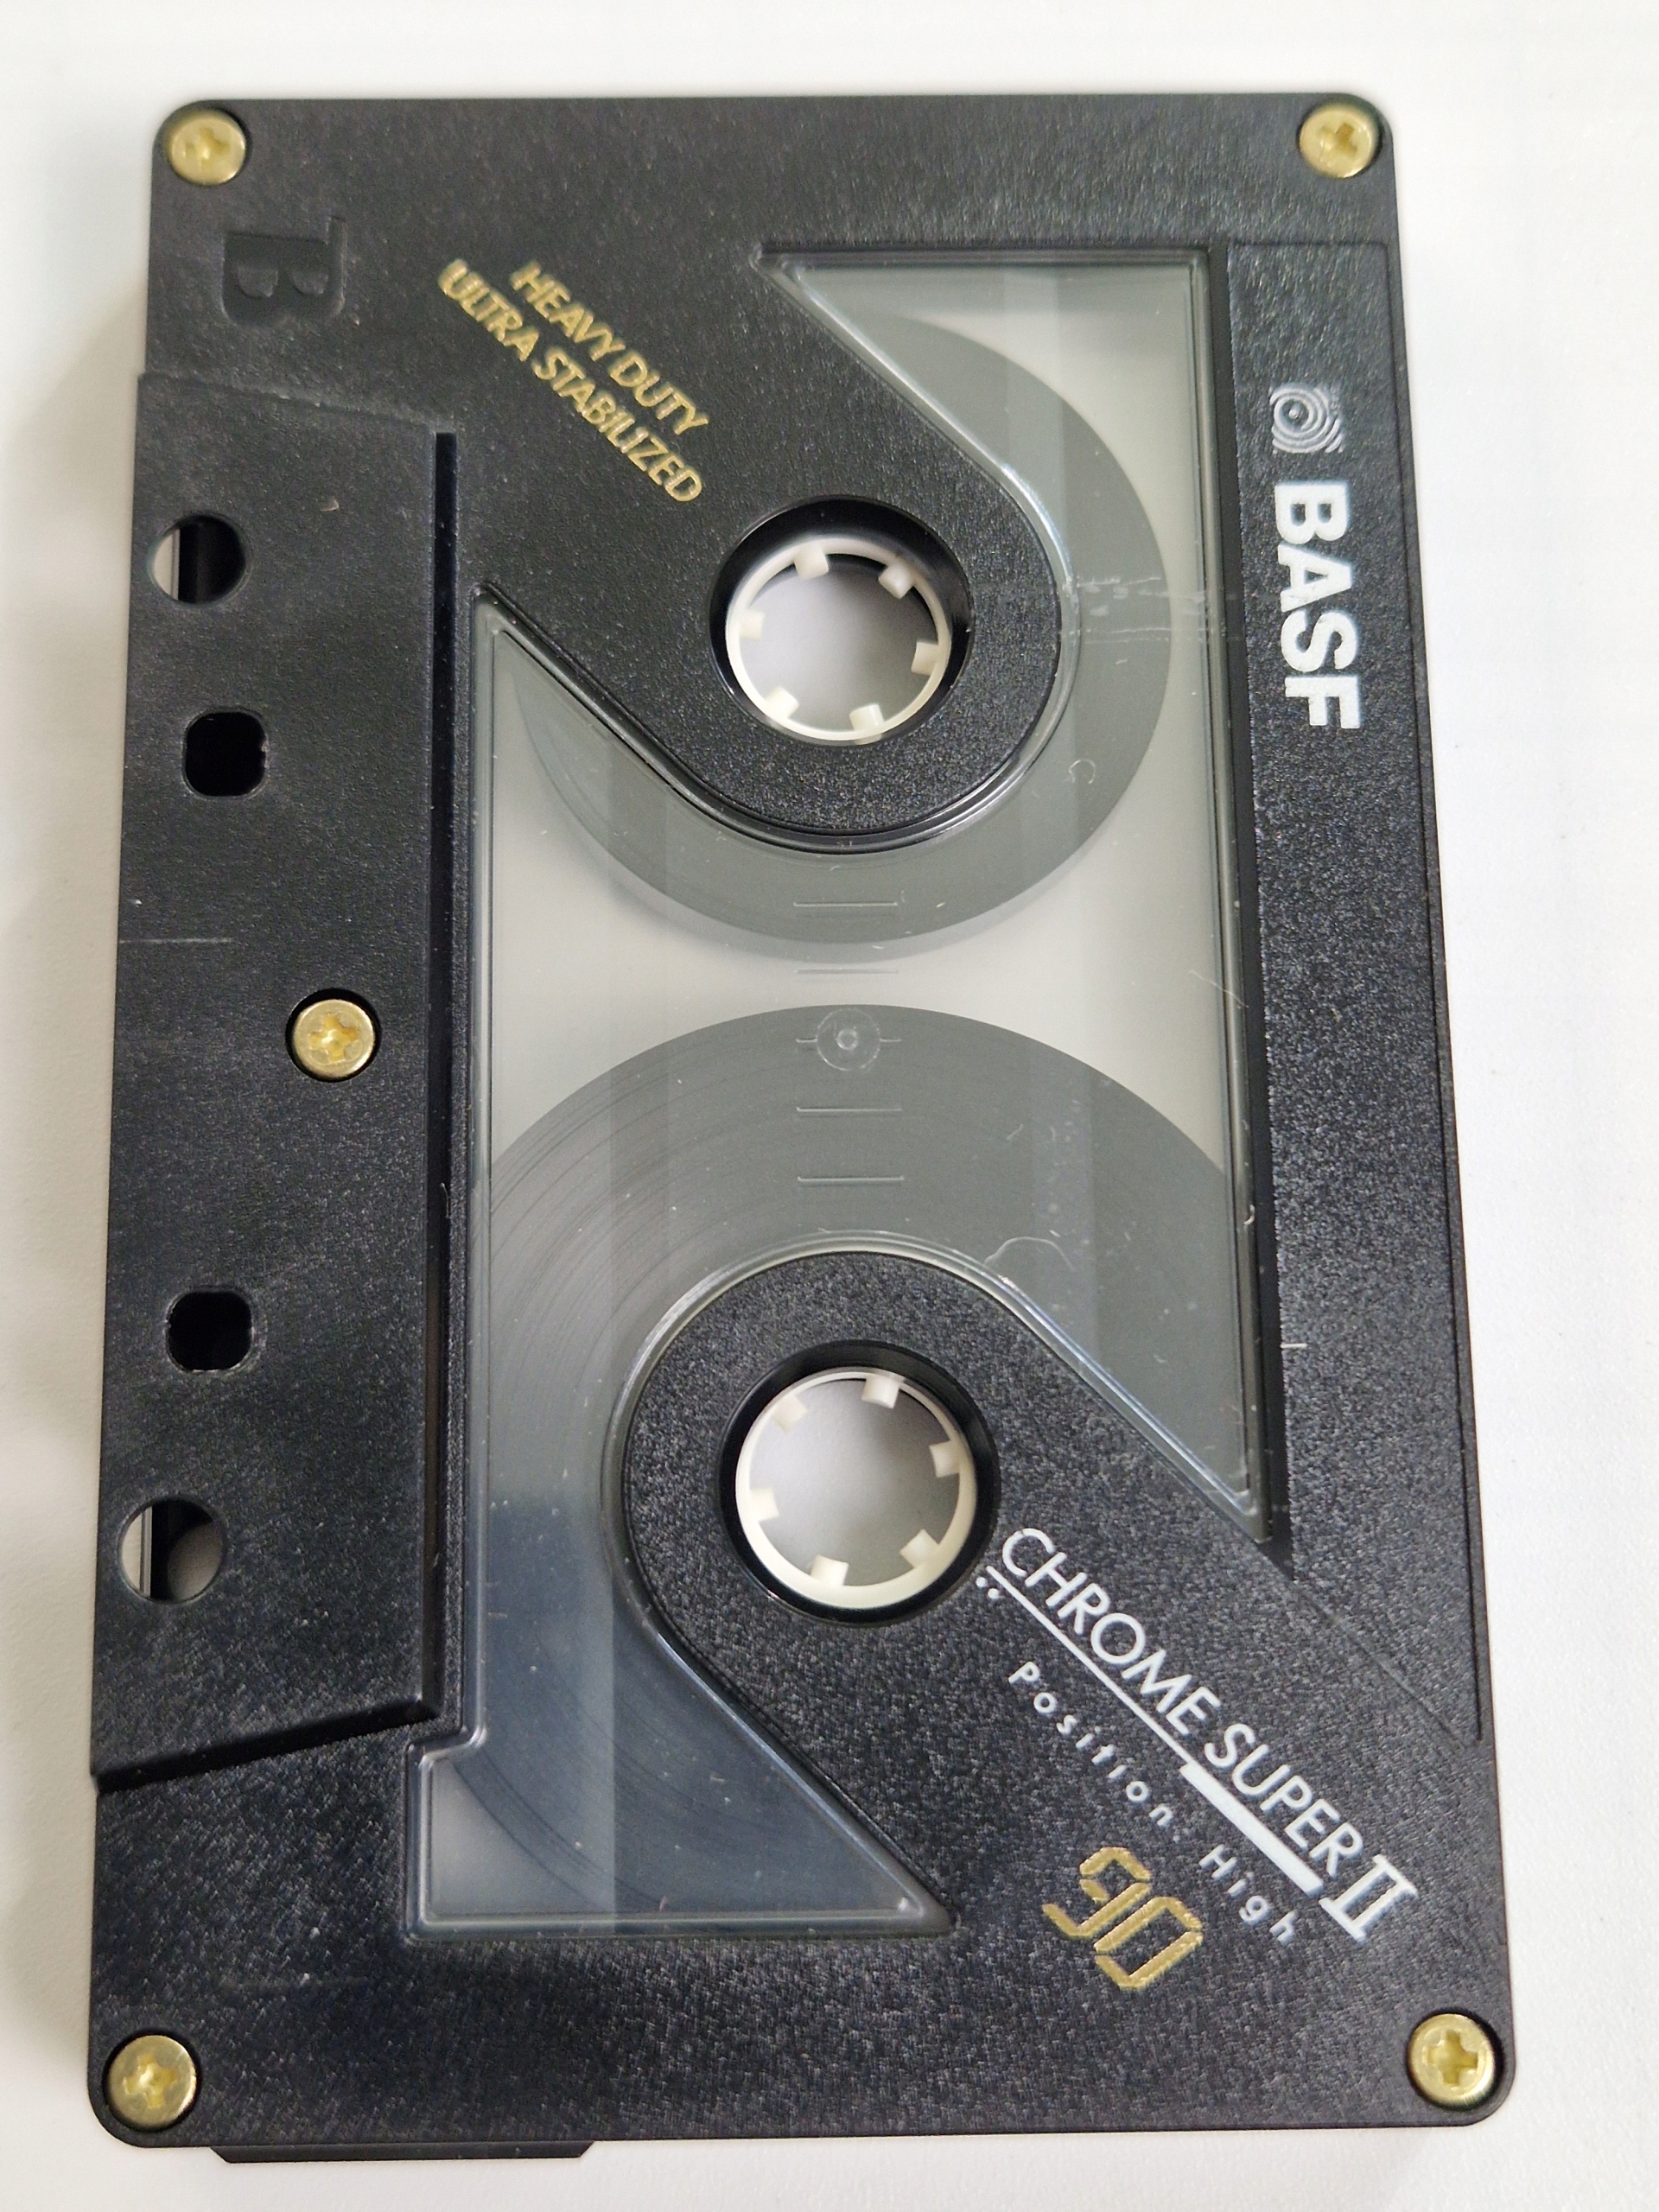 B
HEAVY DUTY
ULTRA STABILIZED
BASF
CHROME SUPER II
Position: High
90